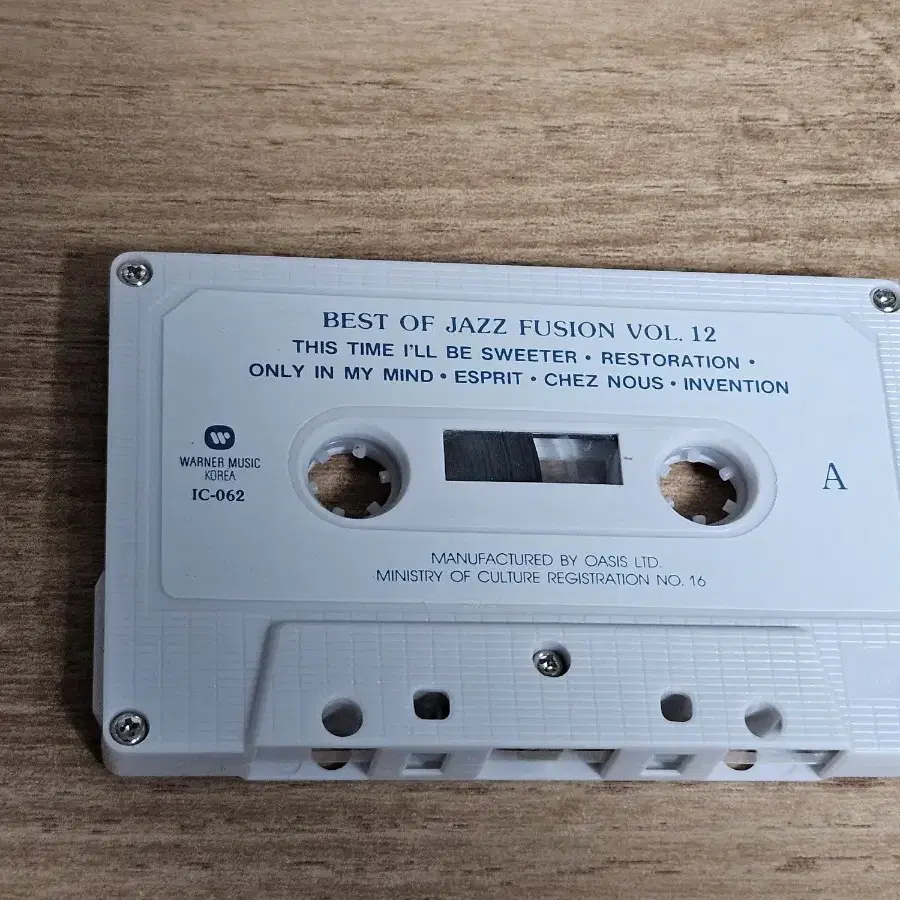 BEST OF JAZZ FUSION VOL. 12
THIS TIME I'LL BE SWEETER • RESTORATION •
ONLY IN MY MIND • ESPRIT • CHEZ NOUS • INVENTION
WARNER MUSIC
KOREA
IC-062
A
MANUFACTURED BY OASIS LTD.
MINISTRY OF CULTURE REGISTRATION NO. 16